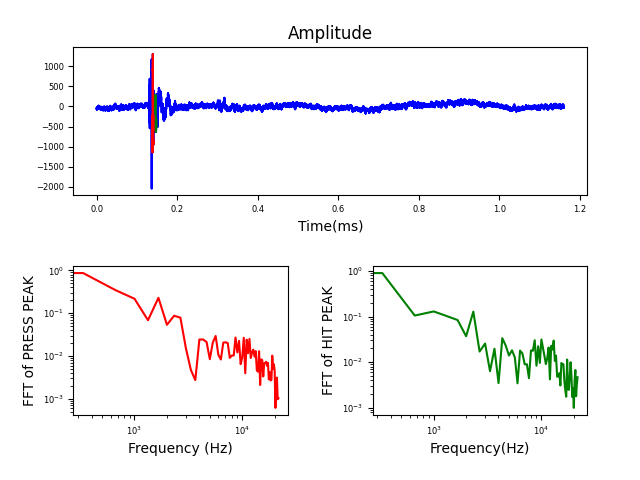 Amplitude
1000
500
0
−500
−1000
−1500
−2000
0.0 0.2 0.4 0.6 0.8 1.0 1.2
Time(ms)
FFT of PRESS PEAK
10⁰
10⁻¹
10⁻²
10⁻³
10³ 10⁴
Frequency (Hz)
FFT of HIT PEAK
10⁰
10⁻¹
10⁻²
10⁻³
10³ 10⁴
Frequency(Hz)